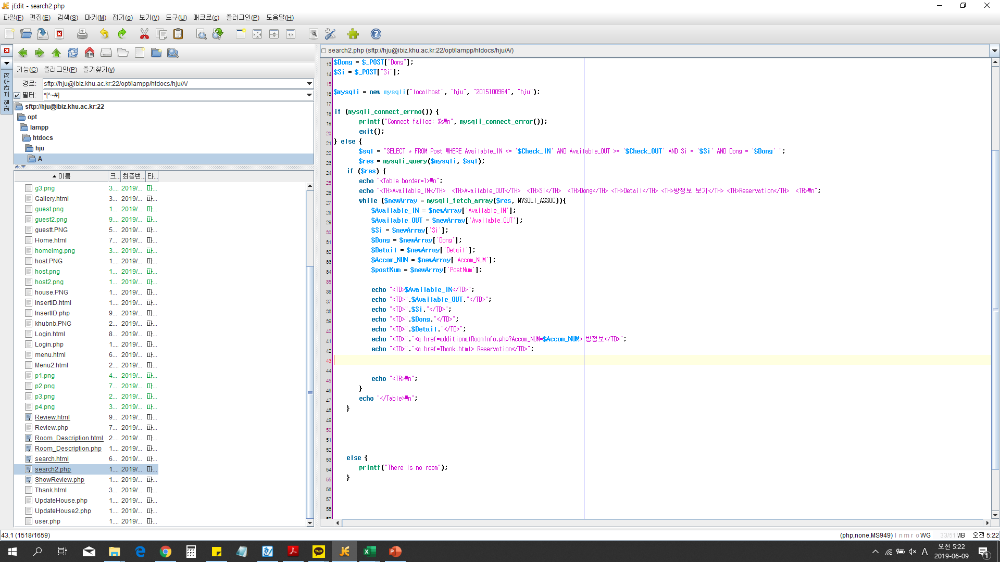 jEdit - search2.php
파일(F) 편집(E) 검색(S) 마커(M) 접기(o) 보기(V) 도구(U) 매크로(c) 플러그인(P) 도움말(H)
기능(C) 플러그인(P) 즐겨찾기(v)
경로: sftp://hju@ibiz.khu.ac.kr:22/opt/lampp/htdocs/hju/A/
필터: *[^~#]
sftp://hju@ibiz.khu.ac.kr:22
opt
lampp
htdocs
hju
A
이름 크... 최종변... 타...
g3.png 3.... 2019/... 파...
Gallery.html 3... 2019/... 파...
guest.png 1... 2019/... 파...
guest2.png 9... 2019/... 파...
guestt.PNG 5... 2019/... 파...
Home.html 7... 2019/... 파...
homeimg.png 3.... 2019/... 파...
host.PNG 1... 2019/... 파...
host.png 1... 2019/... 파...
host2.png 1... 2019/... 파...
house.PNG 1... 2019/... 파...
InsertID.html 1.... 2019/... 파...
InsertID.php 9... 2019/... 파...
khubnb.PNG 2... 2019/... 파...
Login.html 8... 2019/... 파...
Login.php 1.... 2019/... 파...
menu.html 6... 2019/... 파...
Menu2.html 2... 2019/... 파...
p1.png 4... 2019/... 파...
p2.png 7... 2019/... 파...
p3.png 2... 2019/... 파...
p4.png 3... 2019/... 파...
Review.html 9... 2019/... 파...
Review.php 7... 2019/... 파...
Room_Description.html 2... 2019/... 파...
Room_Description.php 1.... 2019/... 파...
search.html 6... 2019/... 파...
search2.php 1.... 2019/... 파...
ShowReview.php 1.... 2019/... 파...
Thank.html 3... 2019/... 파...
UpdateHouse.php 1.... 2019/... 파...
UpdateHouse2.php 1.... 2019/... 파...
user.php 1.... 2019/... 파...
search2.php (sftp://hju@ibiz.khu.ac.kr:22/opt/lampp/htdocs/hju/A/)
13 $Dong = $_POST["Dong"];
14 $Si = $_POST["Si"];
15
16 $mysqli = new mysqli("localhost", "hju", "2015100964", "hju");
17
18 if (mysqli_connect_errno()) {
19 printf("Connect failed: %s₩n", mysqli_connect_error());
20 exit();
21 } else {
22 $sql = "SELECT * FROM Post WHERE Available_IN <= '$Check_IN' AND Available_OUT >= '$Check_OUT' AND Si = '$Si' AND Dong = '$Dong' ";
23 $res = mysqli_query($mysqli, $sql);
24 if ($res) {
25 echo "<Table border=1>₩n";
26 echo "<TH>Available_IN</TH> <TH>Available_OUT</TH> <TH>Si</TH> <TH>Dong</TH> <TH>Detail</TH> <TH>방정보 보기</TH> <TH>Reservation</TH> <TR>₩n";
27 while ($newArray = mysqli_fetch_array($res, MYSQLI_ASSOC)){
28 $Available_IN = $newArray['Available_IN'];
29 $Available_OUT = $newArray['Available_OUT'];
30 $Si = $newArray['Si'];
31 $Dong = $newArray['Dong'];
32 $Detail = $newArray['Detail'];
33 $Accom_NUM = $newArray['Accom_NUM'];
34 $postNum = $newArray['PostNum'];
35
36 echo "<TD>$Available_IN</TD>";
37 echo "<TD>".$Available_OUT."</TD>";
38 echo "<TD>".$Si."</TD>";
39 echo "<TD>".$Dong."</TD>";
40 echo "<TD>".$Detail."</TD>";
41 echo "<TD>"."<a href=additionalRoomInfo.php?Accom_NUM=$Accom_NUM> 방정보</TD>";
42 echo "<TD>"."<a href=Thank.html> Reservation</TD>";
43
44
45 echo "<TR>₩n";
46 }
47 echo "</Table>₩n";
48 }
49
50
51
52
53 else {
54 printf("There is no room");
55 }
56
57
58
43,1 (1518/1659) (php,none,MS949) l n m r o WG 33/51MB 오전 5:22
TALK
A 오전 5:22
2019-06-09
1